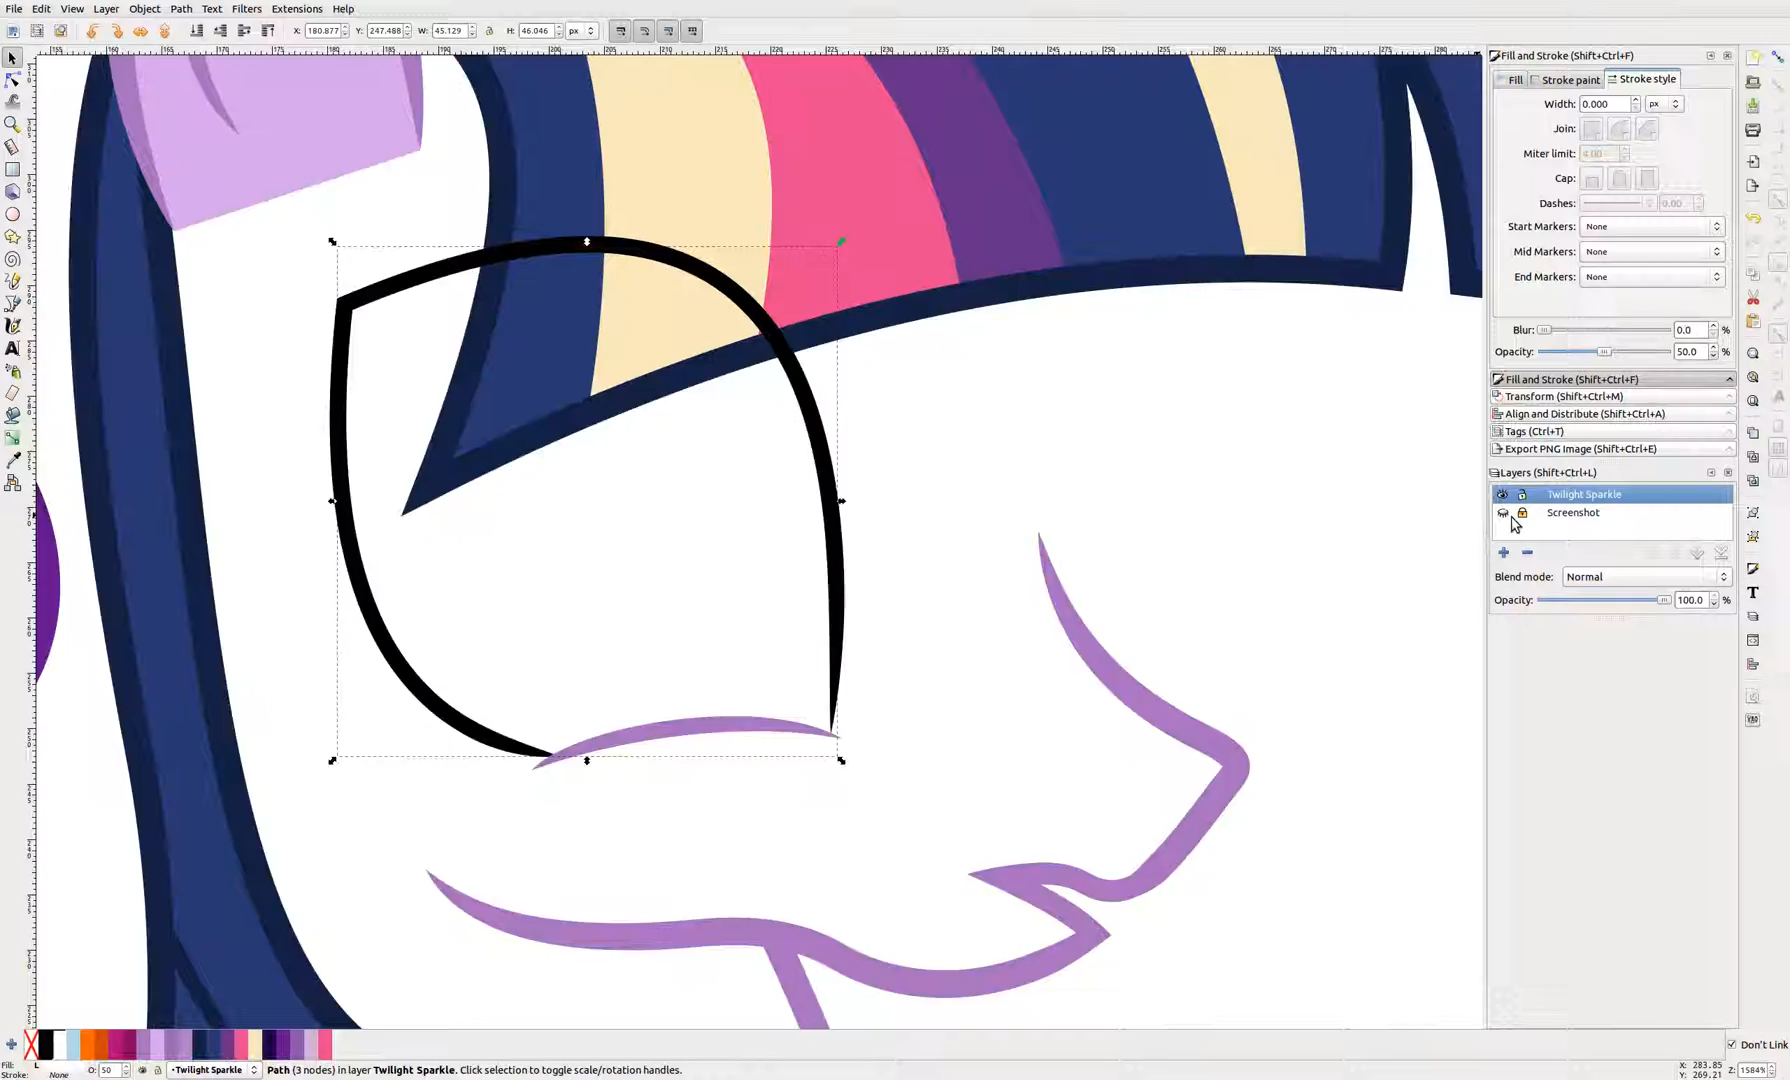 File Edit View Layer Object Path Text Filters Extensions Help
X: 180.877 Y: 247.488 W: 45.129 H: 46.046 px
Fill and Stroke (Shift+Ctrl+F)
Fill Stroke paint Stroke style
Width: 0.000 px
Join:
Miter limit: 4.00
Cap:
Dashes: 0.00
Start Markers: None
Mid Markers: None
End Markers: None
Blur: 0.0 %
Opacity: 50.0 %
Fill and Stroke (Shift+Ctrl+F)
Transform (Shift+Ctrl+M)
Align and Distribute (Shift+Ctrl+A)
Tags (Ctrl+T)
Export PNG Image (Shift+Ctrl+E)
Layers (Shift+Ctrl+L)
Twilight Sparkle
Screenshot
Blend mode: Normal
Opacity: 100.0 %
Don't Link
Fill: L
Stroke: None
O: 50
•Twilight Sparkle
Path (3 nodes) in layer Twilight Sparkle. Click selection to toggle scale/rotation handles.
X: 283.85
Y: 269.21
Z: 1584%